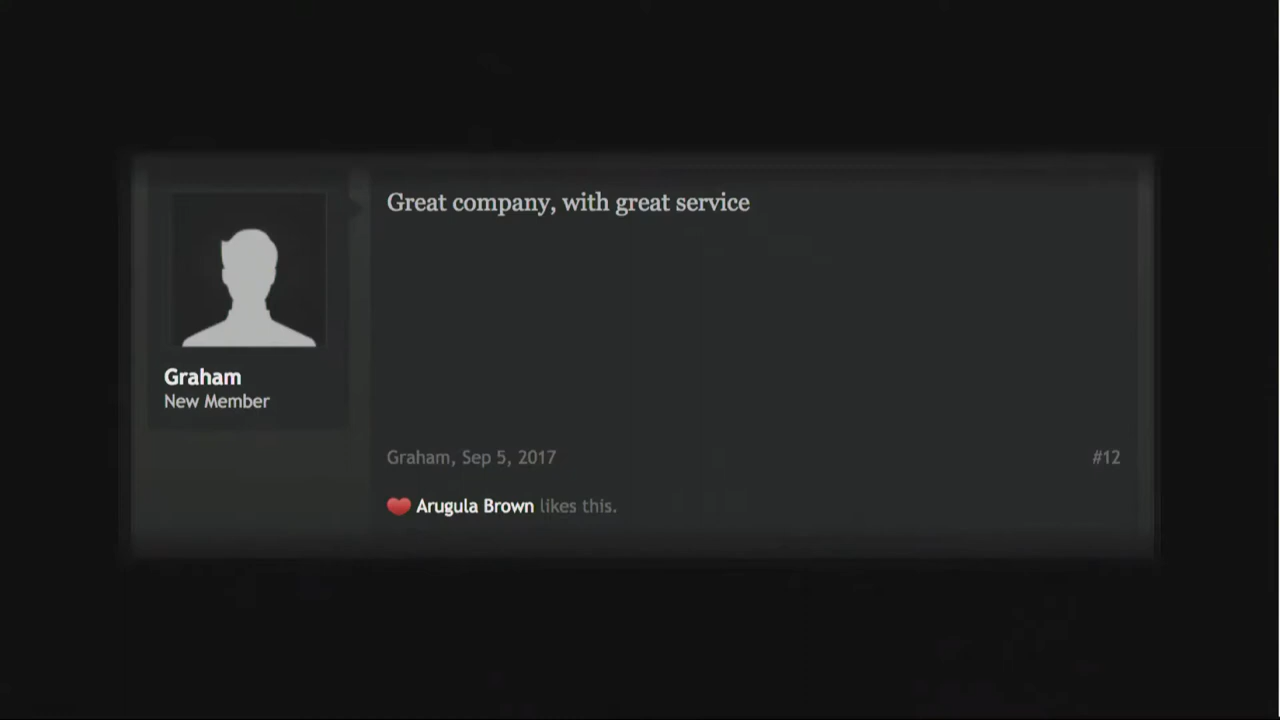 Great company, with great service
Graham
New Member
Graham, Sep 5, 2017
#12
Arugula Brown likes this.